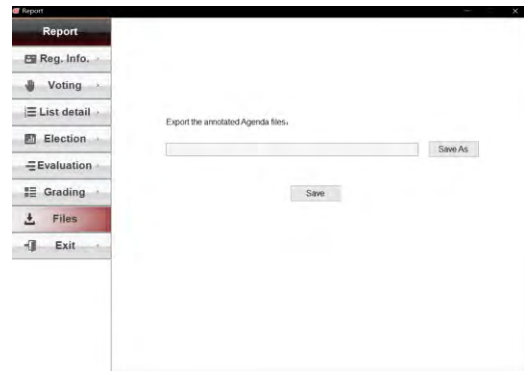 Report
Report
Reg. Info.
Voting
List detail
Election
Evaluation
Grading
Files
Exit
Export the annotated Agenda files.
Save As
Save